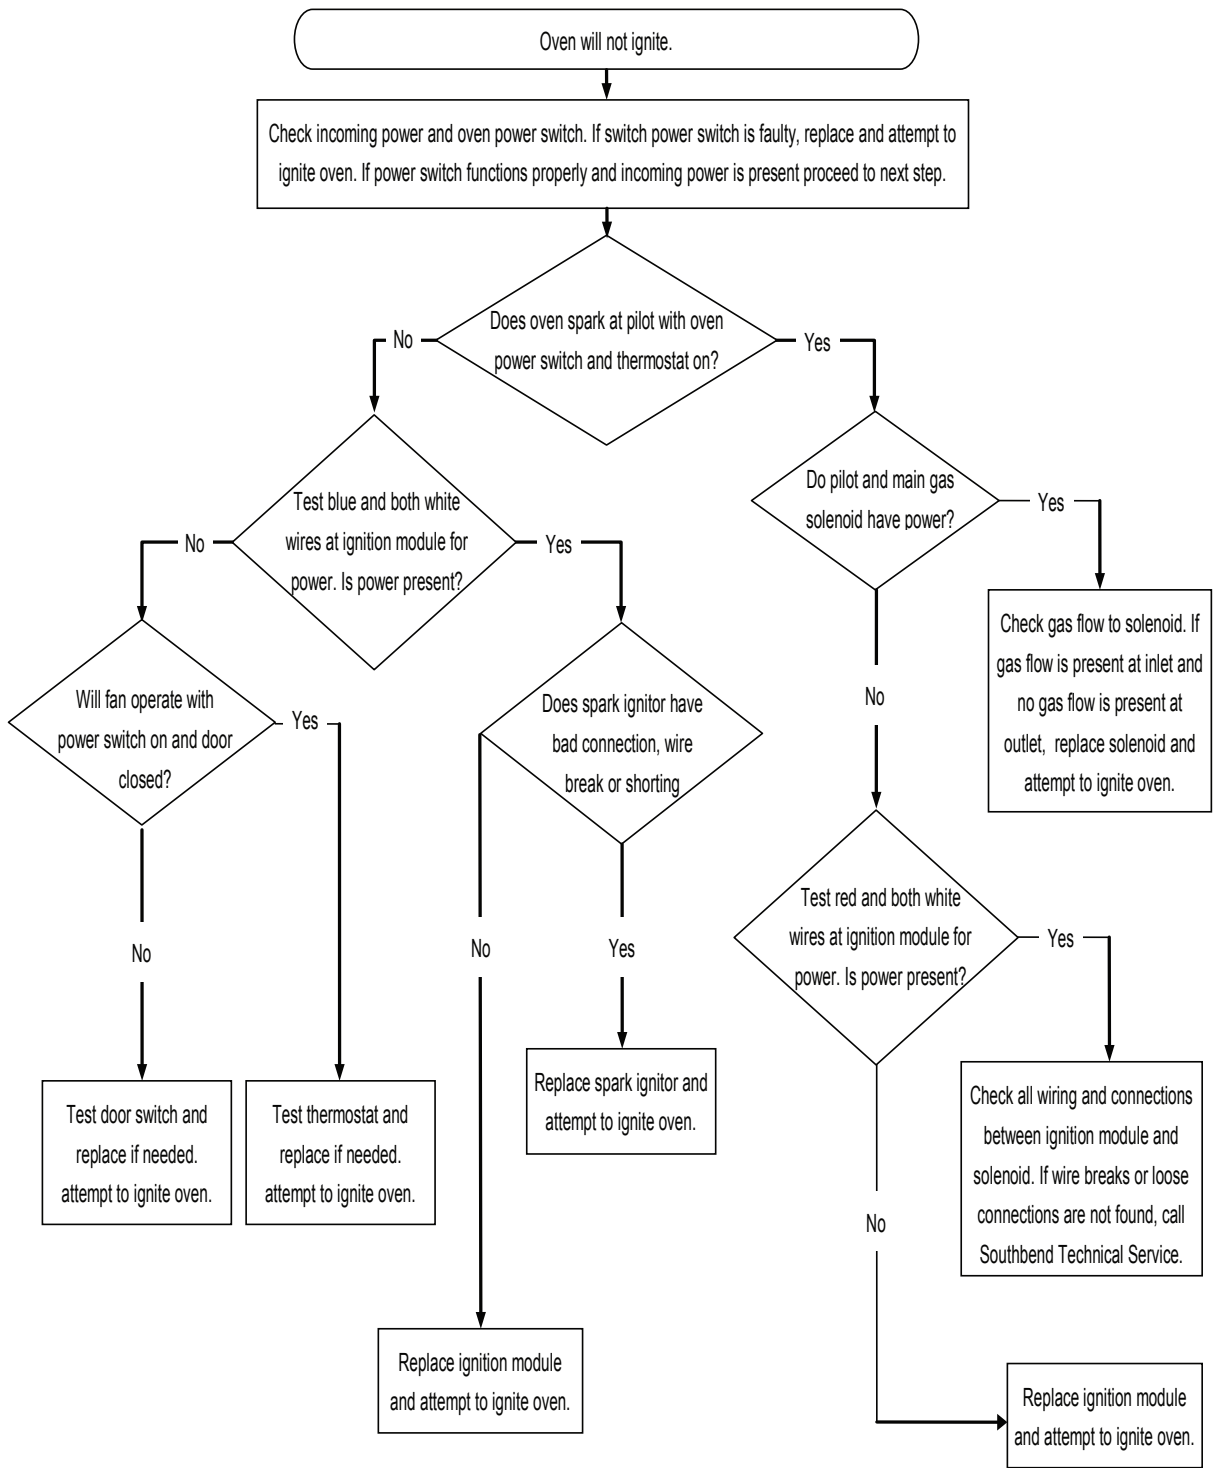 Oven will not ignite.
Check incoming power and oven power switch. If switch power switch is faulty, replace and attempt to
ignite oven. If power switch functions properly and incoming power is present proceed to next step.
Does oven spark at pilot with oven
power switch and thermostat on?
No
Yes
Test blue and both white
wires at ignition module for
power. Is power present?
No
Yes
Do pilot and main gas
solenoid have power?
Yes
No
Check gas flow to solenoid. If
gas flow is present at inlet and
no gas flow is present at
outlet, replace solenoid and
attempt to ignite oven.
Will fan operate with
power switch on and door
closed?
Yes
No
Does spark ignitor have
bad connection, wire
break or shorting
No
Yes
Test red and both white
wires at ignition module for
power. Is power present?
Yes
No
Test door switch and
replace if needed.
attempt to ignite oven.
Test thermostat and
replace if needed.
attempt to ignite oven.
Replace spark ignitor and
attempt to ignite oven.
Check all wiring and connections
between ignition module and
solenoid. If wire breaks or loose
connections are not found, call
Southbend Technical Service.
Replace ignition module
and attempt to ignite oven.
Replace ignition module
and attempt to ignite oven.